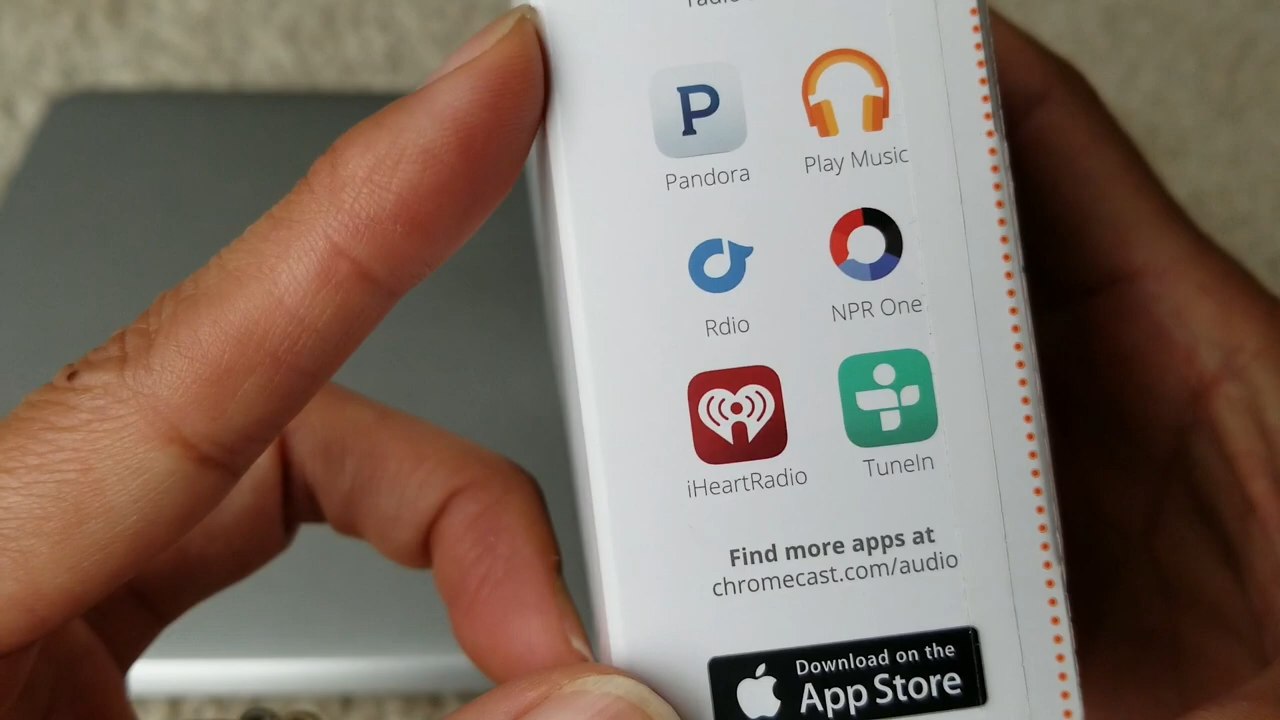 P
Pandora
Play Music
Rdio
NPR One
iHeartRadio
TuneIn
Find more apps at
chromecast.com/audio
Download on the
App Store